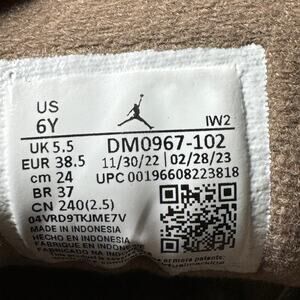 US
6Y
IW2
UK 5.5
DM0967-102
EUR 38.5
11/30/22 02/28/23
cm 24
UPC 00196608223818
BR 37
CN 240(2.5)
04VRD9TKJME7V
MADE IN INDONESIA
HECHO EN INDONESIA
FABRIQUE EN INDONESIE
FABRICADO NA INDONESIA